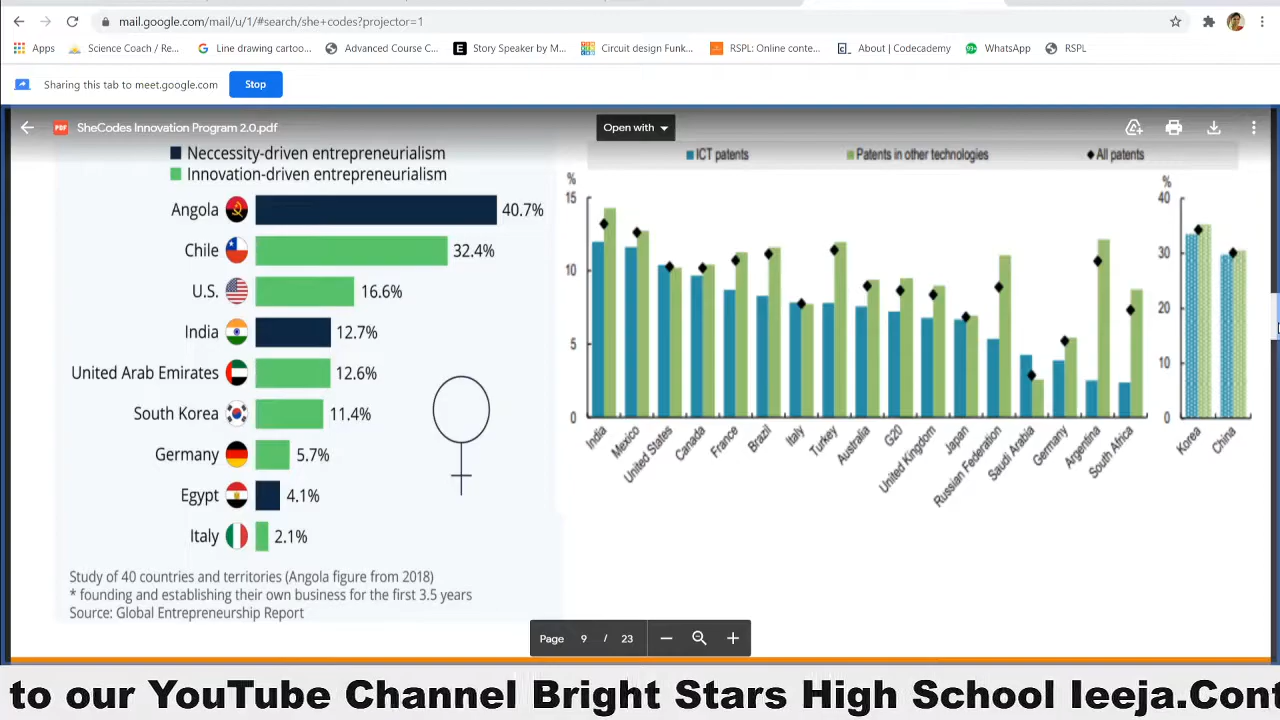 mail.google.com/mail/u/1/#search/she+codes?projector=1
Apps Science Coach / Re... Line drawing cartoo... Advanced Course C... Story Speaker by M... Circuit design Funk... RSPL: Online conte... About | Codecademy 99+ WhatsApp RSPL
Sharing this tab to meet.google.com Stop
PDF SheCodes Innovation Program 2.0.pdf Open with
Neccessity-driven entrepreneurialism
Innovation-driven entrepreneurialism
Angola 40.7%
Chile 32.4%
U.S. 16.6%
India 12.7%
United Arab Emirates 12.6%
South Korea 11.4%
Germany 5.7%
Egypt 4.1%
Italy 2.1%
Study of 40 countries and territories (Angola figure from 2018)
* founding and establishing their own business for the first 3.5 years
Source: Global Entrepreneurship Report
ICT patents Patents in other technologies All patents
%
15
10
5
0
India Mexico United States Canada France Brazil Italy Turkey Australia G20 United Kingdom Japan Russian Federation Saudi Arabia Germany Argentina South Africa
%
40
30
20
10
0
Korea China
Page 9 / 23
to our YouTube Channel Bright Stars High School Ieeja.Cont